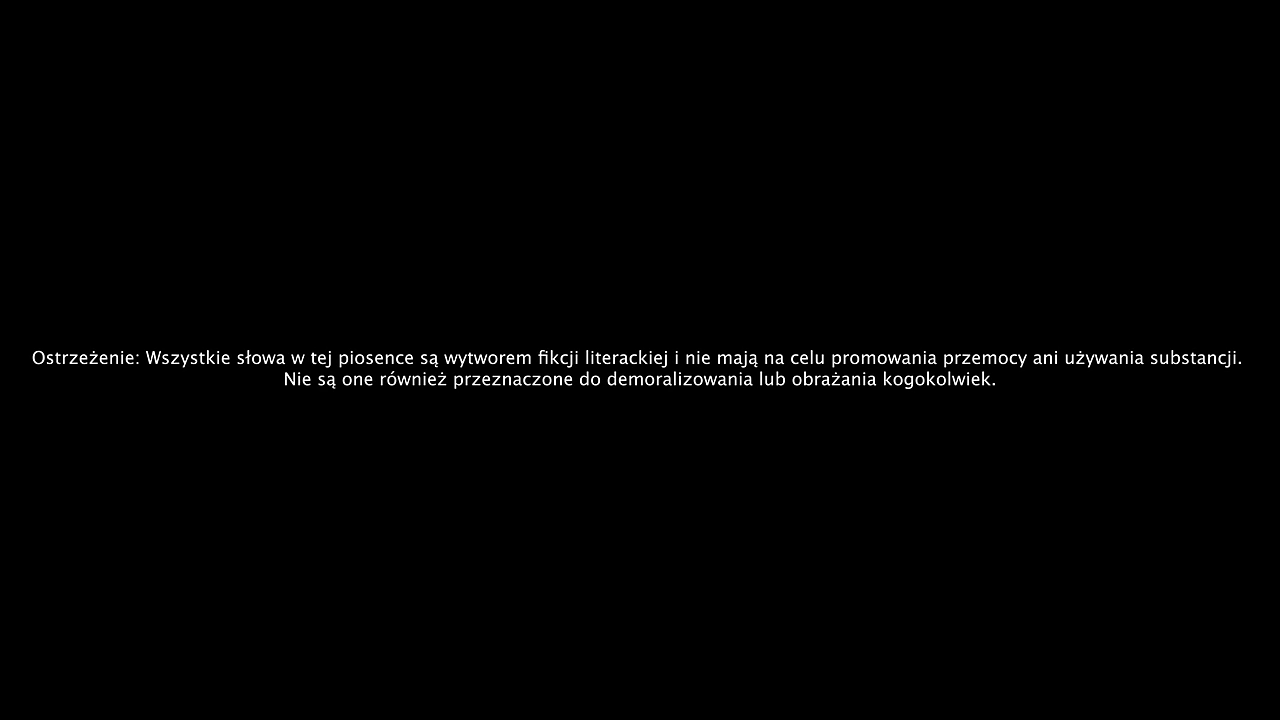 Ostrzeżenie: Wszystkie słowa w tej piosence są wytworem fikcji literackiej i nie mają na celu promowania przemocy ani używania substancji.
Nie są one również przeznaczone do demoralizowania lub obrażania kogokolwiek.